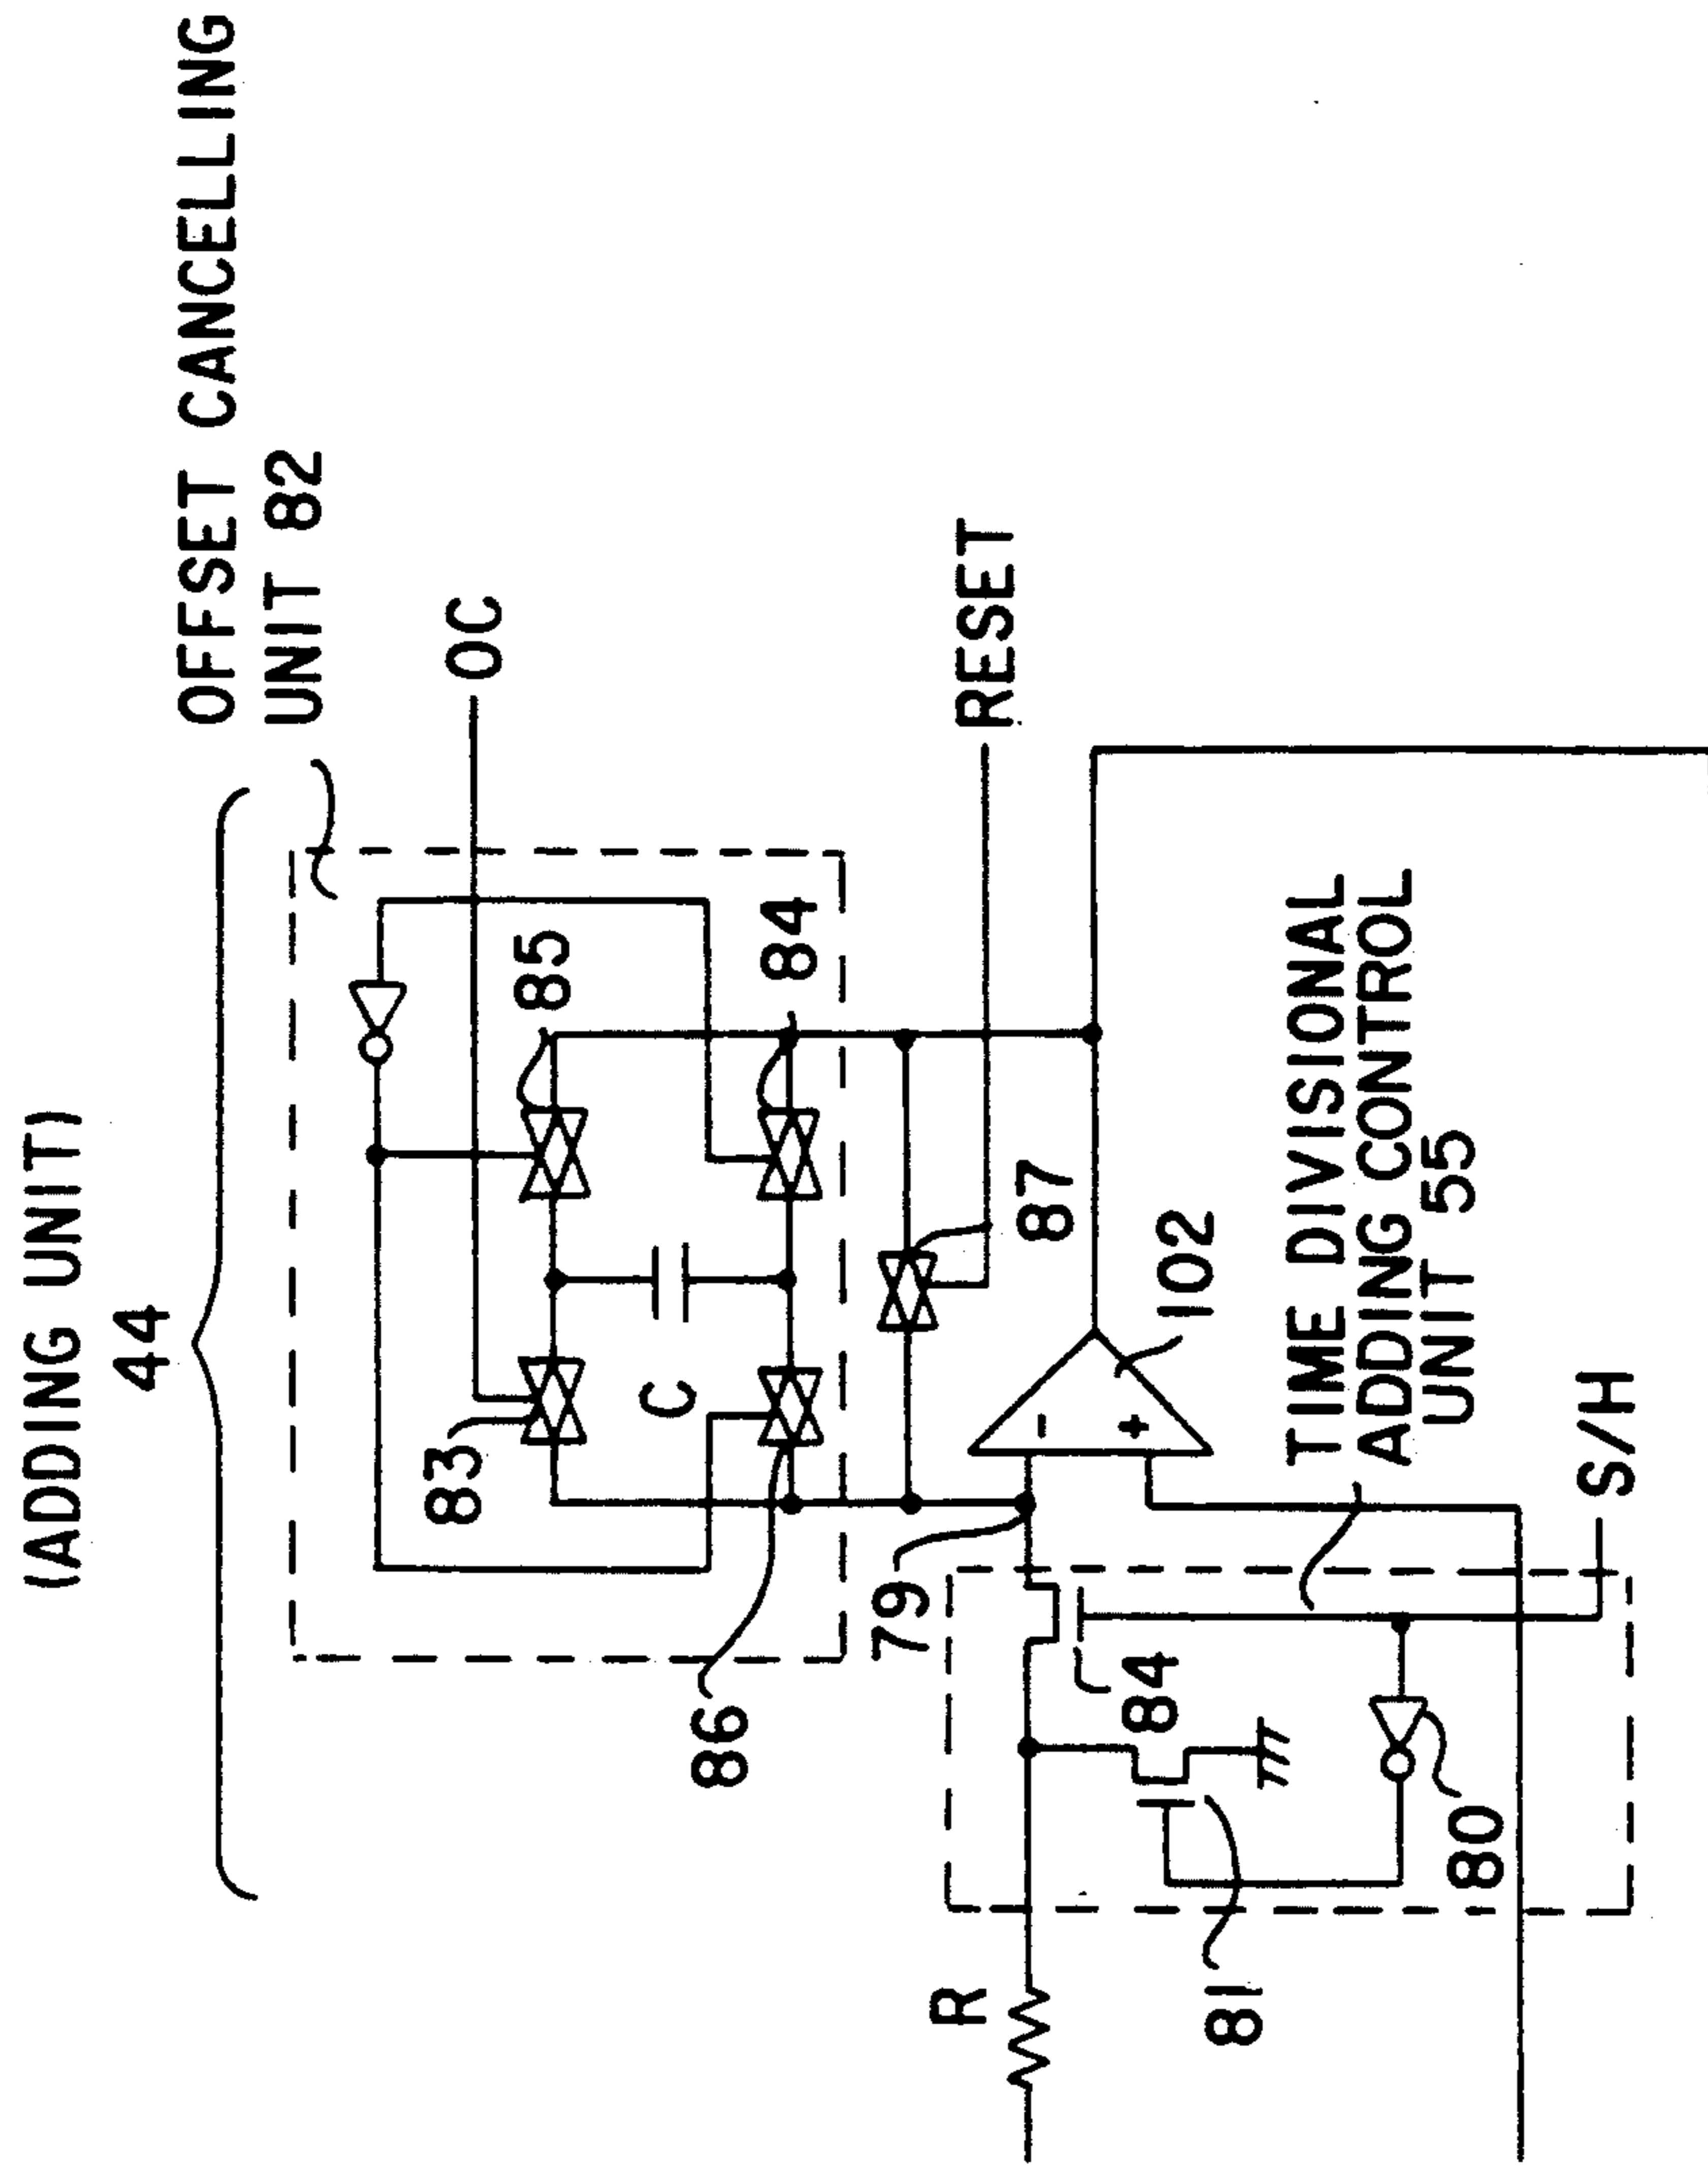 (ADDING UNIT)
44
OFFSET CANCELLING
UNIT 82
OC
85
84
83
C
86
RESET
87
79
-
+
102
TIME DIVISIONAL
ADDING CONTROL
UNIT 55
S/H
R
84
81
80